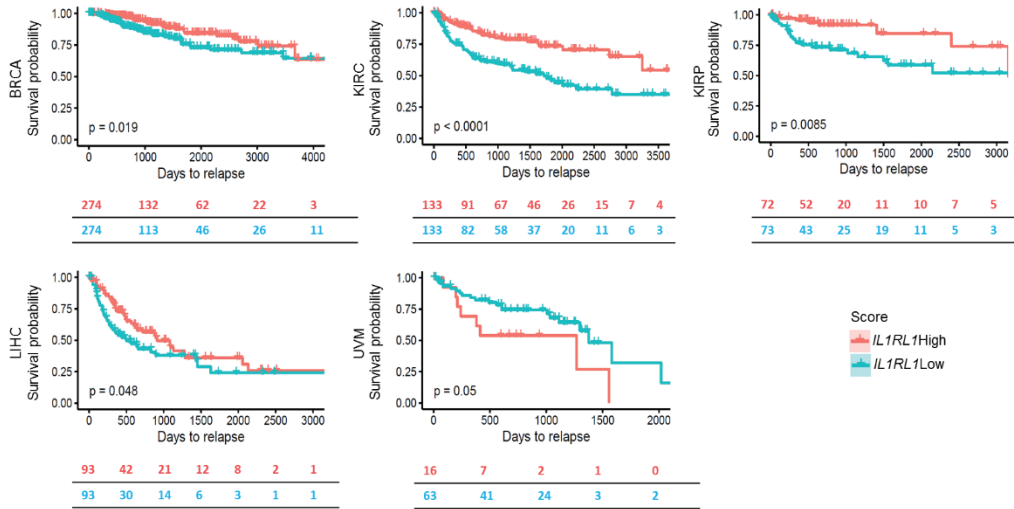 BRCA
Survival probability
1.00
0.75
0.50
0.25
0.00
p = 0.019
0 1000 2000 3000 4000
Days to relapse
274 132 62 22 3
274 113 46 26 11
KIRC
Survival probability
1.00
0.75
0.50
0.25
0.00
p < 0.0001
0 500 1000 1500 2000 2500 3000 3500
Days to relapse
133 91 67 46 26 15 7 4
133 82 58 37 20 11 6 3
KIRP
Survival probability
1.00
0.75
0.50
0.25
0.00
p = 0.0085
0 500 1000 1500 2000 2500 3000
Days to relapse
72 52 20 11 10 7 5
73 43 25 19 11 5 3
LIHC
Survival probability
1.00
0.75
0.50
0.25
0.00
p = 0.048
0 500 1000 1500 2000 2500 3000
Days to relapse
93 42 21 12 8 2 1
93 30 14 6 3 1 1
UVM
Survival probability
1.00
0.75
0.50
0.25
0.00
p = 0.05
0 500 1000 1500 2000
Days to relapse
16 7 2 1 0
63 41 24 3 2
Score
IL1RL1High
IL1RL1Low